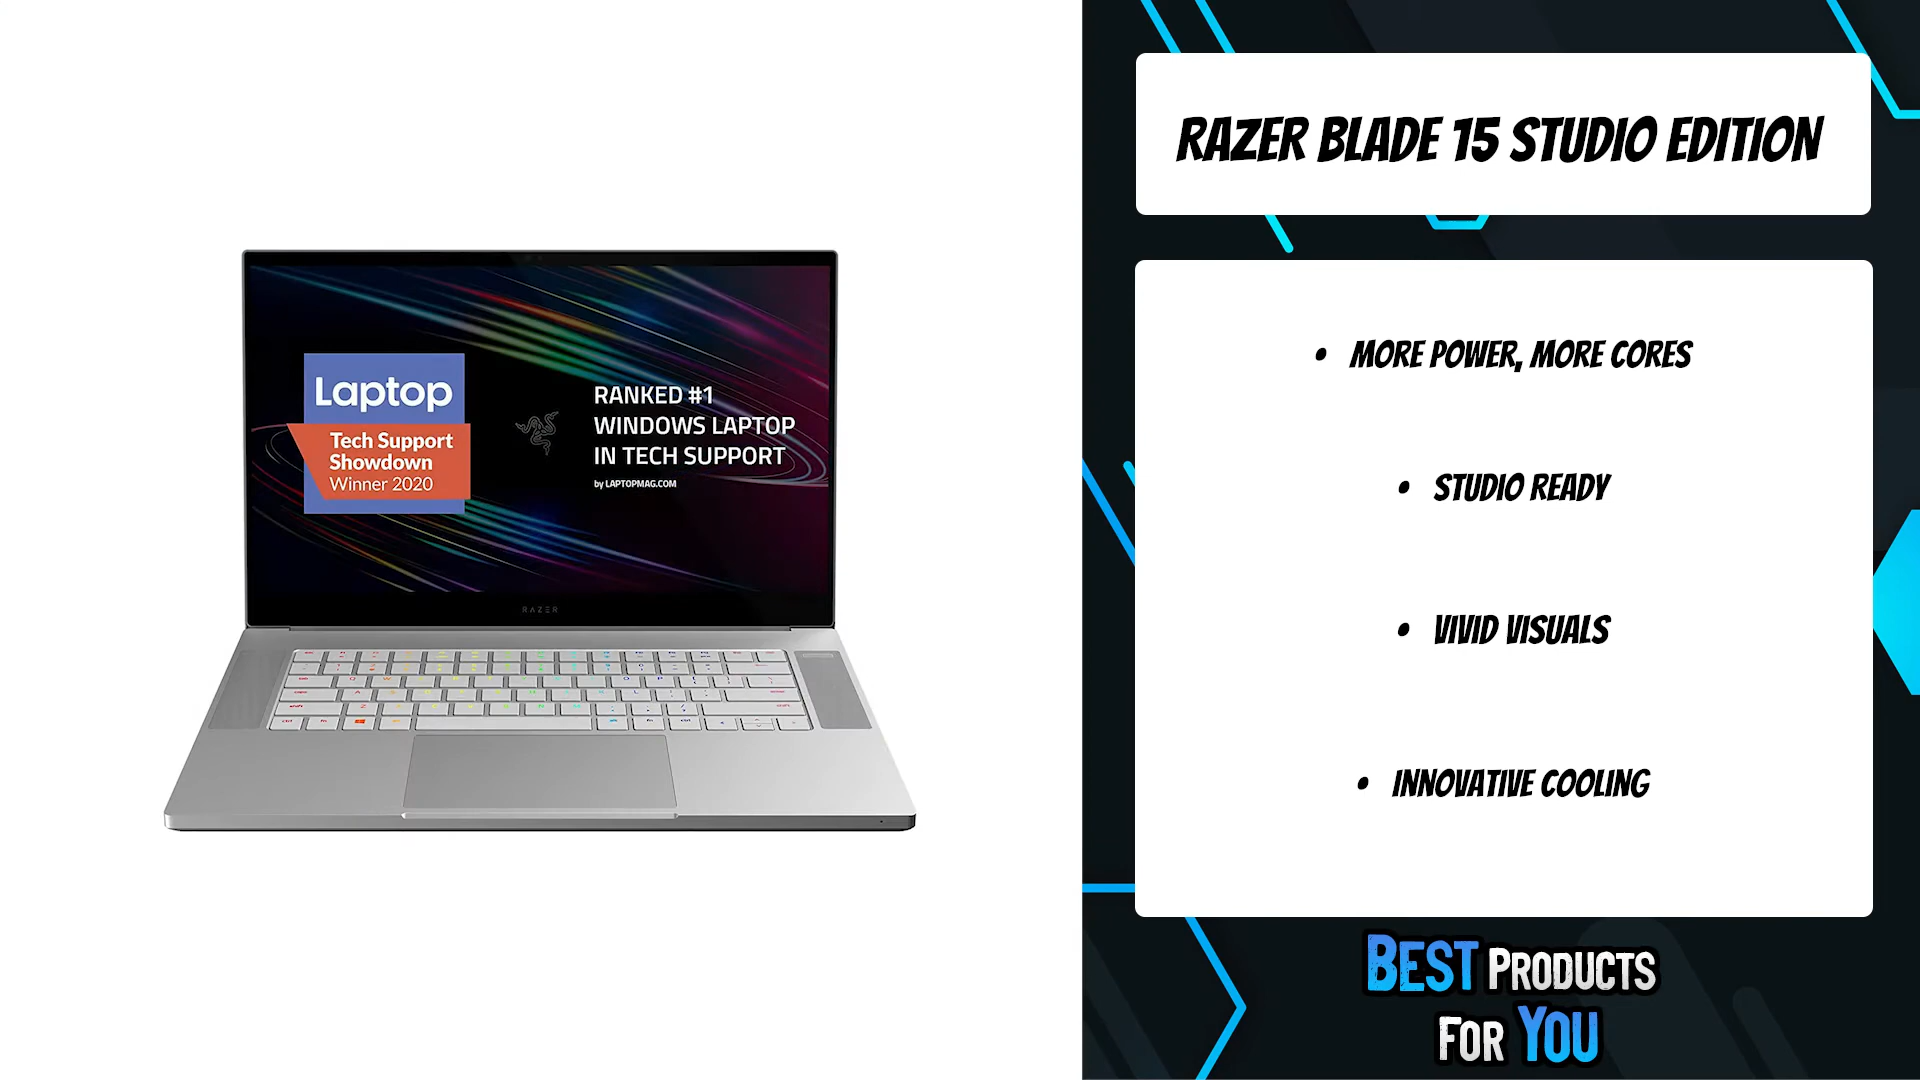 RAZER BLADE 15 STUDIO EDITION
Laptop
Tech Support
Showdown
Winner 2020
RANKED #1
WINDOWS LAPTOP
IN TECH SUPPORT
by LAPTOPMAG.COM
RAZER
• MORE POWER, MORE CORES
• STUDIO READY
• VIVID VISUALS
• INNOVATIVE COOLING
BEST PRODUCTS
FOR YOU